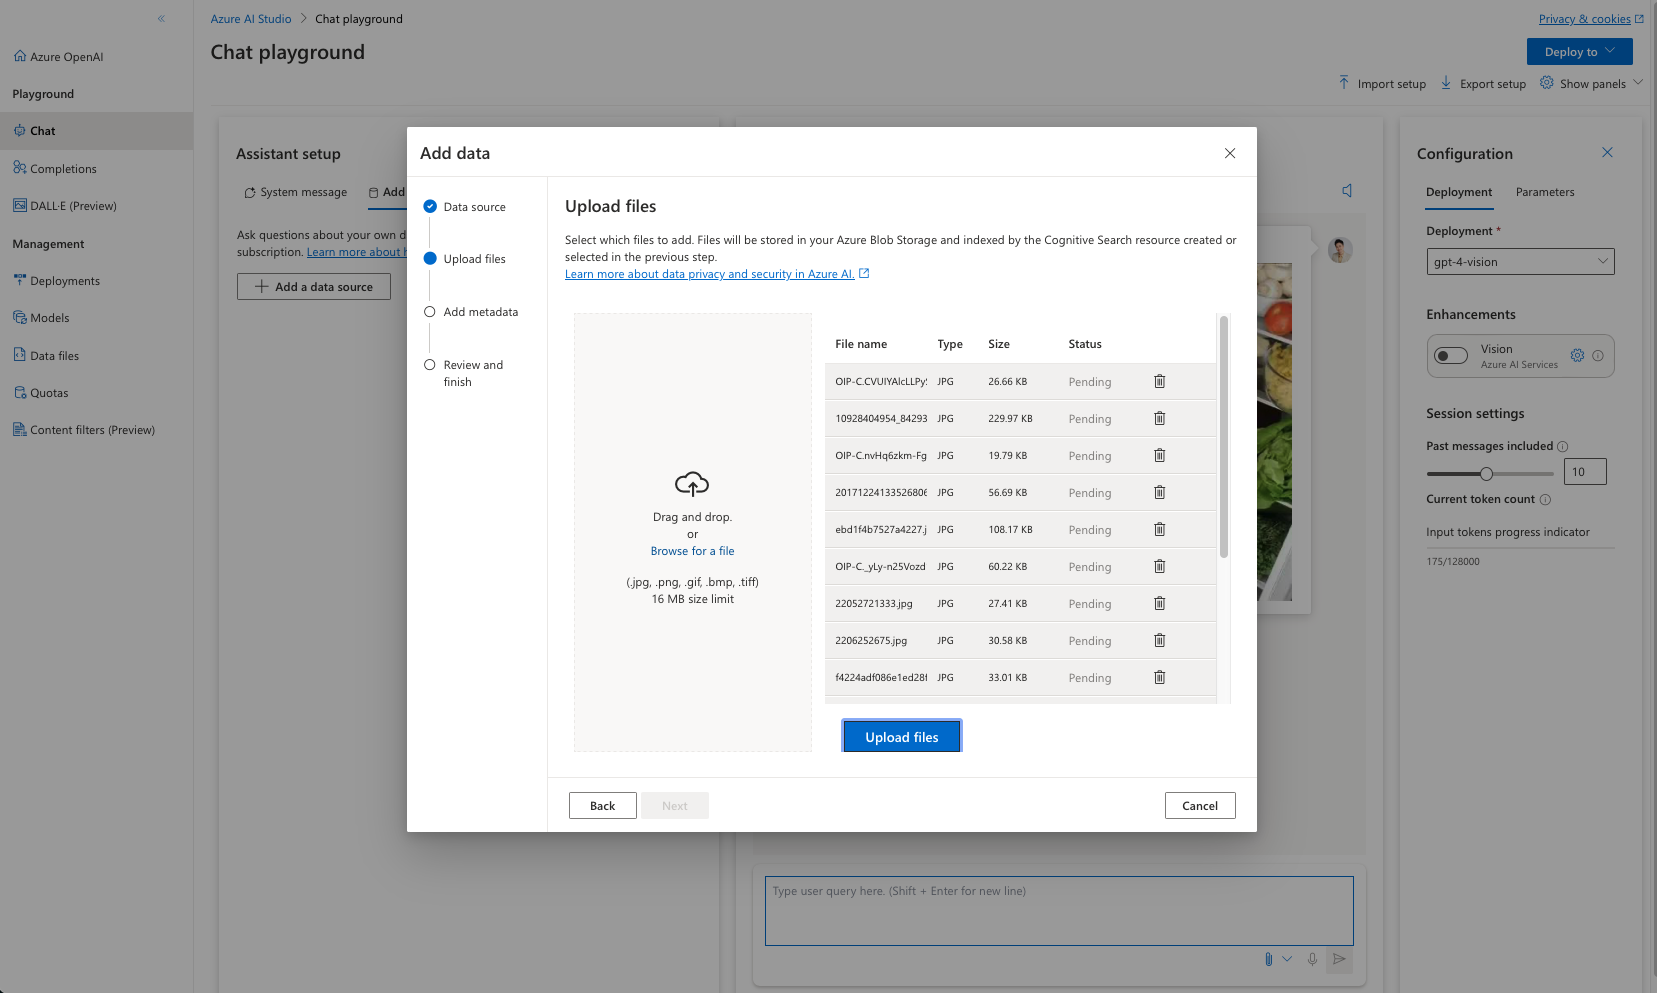 Azure AI Studio > Chat playground
Privacy & cookies
Chat playground
Deploy to
Import setup
Export setup
Show panels
Azure OpenAI
Playground
Chat
Completions
DALL·E (Preview)
Management
Deployments
Models
Data files
Quotas
Content filters (Preview)
Assistant setup
System message
Add
Ask questions about your own d
subscription. Learn more about h
Add a data source
Add data
Data source
Upload files
Add metadata
Review and
finish
Upload files
Select which files to add. Files will be stored in your Azure Blob Storage and indexed by the Cognitive Search resource created or
selected in the previous step.
Learn more about data privacy and security in Azure AI.
Drag and drop.
or
Browse for a file
(.jpg, .png, .gif, .bmp, .tiff)
16 MB size limit
File name Type Size Status
JPG 26.66 KB Pending
10928404954_84293 JPG 229.97 KB Pending
OIP-C.nvHq6zkm-Fg JPG 19.79 KB Pending
20171224133526806 JPG 56.69 KB Pending
ebd1f4b7527a4227.j JPG 108.17 KB Pending
OIP-C._yLy-n25Vozd JPG 60.22 KB Pending
22052721333.jpg JPG 27.41 KB Pending
2206252675.jpg JPG 30.58 KB Pending
f4224adf086e1ed28f JPG 33.01 KB Pending
Upload files
Back
Next
Cancel
Type user query here. (Shift + Enter for new line)
Configuration
Deployment
Parameters
Deployment *
gpt-4-vision
Enhancements
Vision
Azure AI Services
Session settings
Past messages included
10
Current token count
Input tokens progress indicator
175/128000